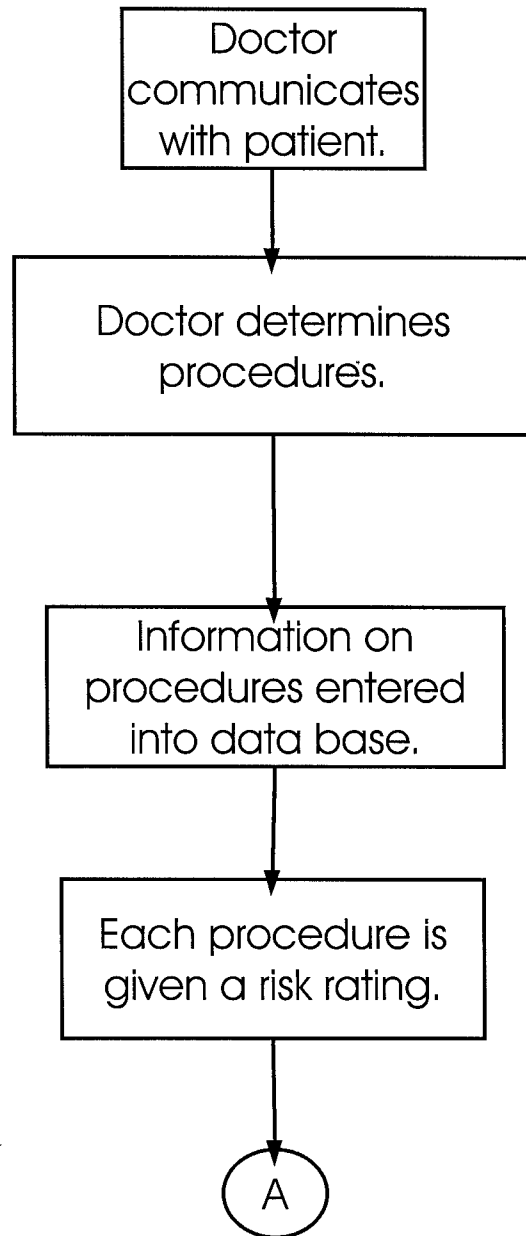 Doctor
communicates
with patient.
Doctor determines
procedures.
Information on
procedures entered
into data base.
Each procedure is
given a risk rating.
A